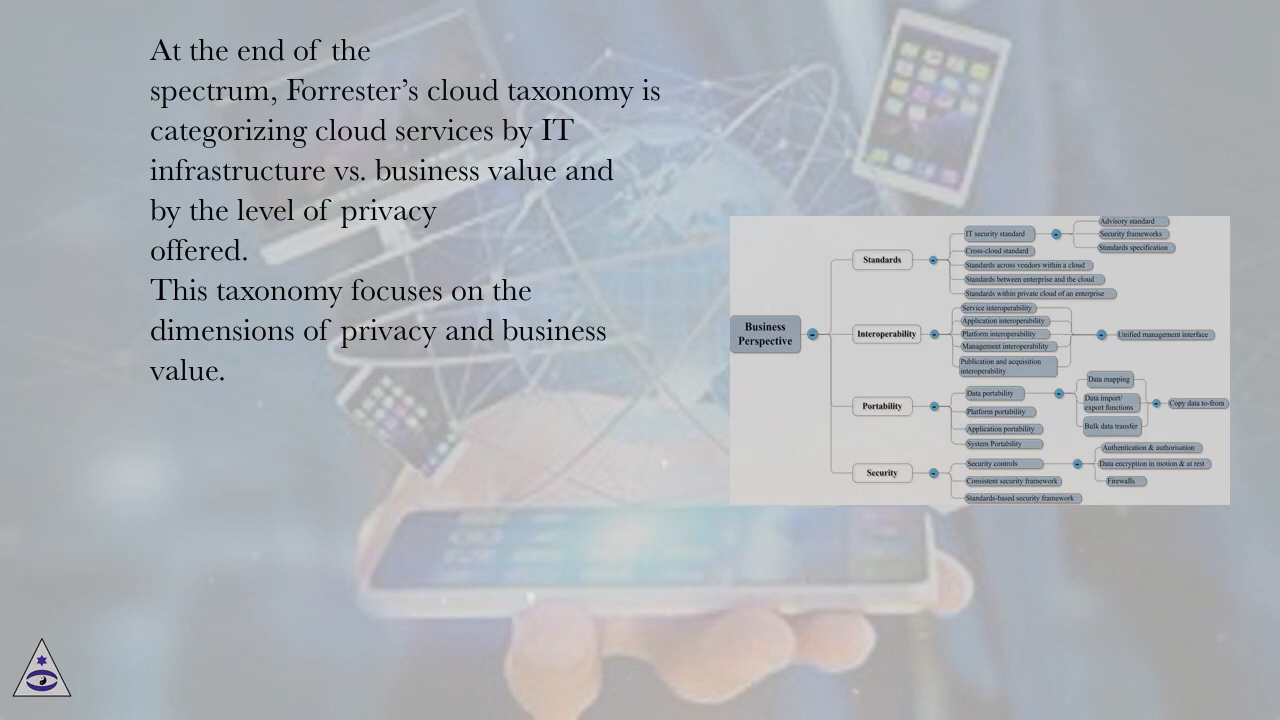 At the end of the
spectrum, Forrester’s cloud taxonomy is
categorizing cloud services by IT
infrastructure vs. business value and
by the level of privacy
offered.
This taxonomy focuses on the
dimensions of privacy and business
value.
Business
Perspective
Standards
IT security standard
Advisory standard
Security frameworks
Standards specification
Cross-cloud standard
Standards across vendors within a cloud
Standards between enterprise and the cloud
Standards within private cloud of an enterprise
Interoperability
Service interoperability
Application interoperability
Platform interoperability
Management interoperability
Publication and acquisition
interoperability
Unified management interface
Portability
Data portability
Data mapping
Data import/
export functions
Bulk data transfer
Copy data to-from
Platform portability
Application portability
System Portability
Security
Security controls
Authentication & authorisation
Data encryption in motion & at rest
Firewalls
Consistent security framework
Standards-based security framework